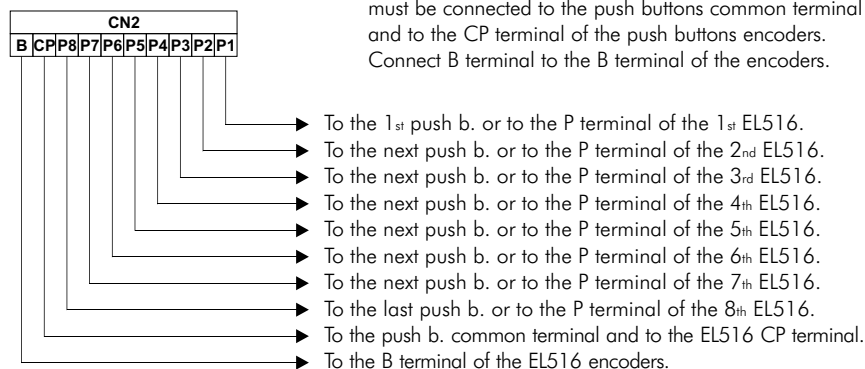 CN2
B CP P8 P7 P6 P5 P4 P3 P2 P1
must be connected to the push buttons common terminal
and to the CP terminal of the push buttons encoders.
Connect B terminal to the B terminal of the encoders.
To the 1st push b. or to the P terminal of the 1st EL516.
To the next push b. or to the P terminal of the 2nd EL516.
To the next push b. or to the P terminal of the 3rd EL516.
To the next push b. or to the P terminal of the 4th EL516.
To the next push b. or to the P terminal of the 5th EL516.
To the next push b. or to the P terminal of the 6th EL516.
To the next push b. or to the P terminal of the 7th EL516.
To the last push b. or to the P terminal of the 8th EL516.
To the push b. common terminal and to the EL516 CP terminal.
To the B terminal of the EL516 encoders.